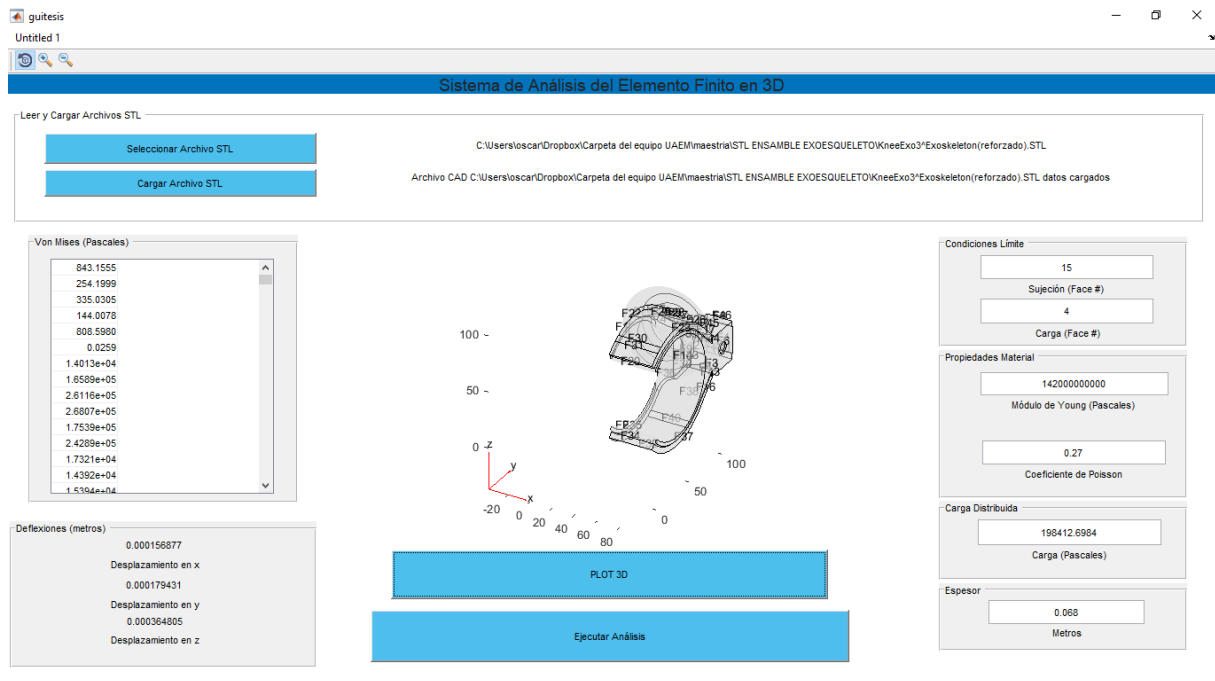 guitesis
Untitled 1
Sistema de Análisis del Elemento Finito en 3D
Leer y Cargar Archivos STL
Seleccionar Archivo STL
C:\Users\oscar\Dropbox\Carpeta del equipo UAEM\maestria\STL ENSAMBLE EXOESQUELETO\KneeExo3^Exoskeleton(reforzado).STL
Cargar Archivo STL
Archivo CAD C:\Users\oscar\Dropbox\Carpeta del equipo UAEM\maestria\STL ENSAMBLE EXOESQUELETO\KneeExo3^Exoskeleton(reforzado).STL datos cargados
Von Mises (Pascales)
843.1555
254.1999
335.0305
144.0078
808.5980
0.0259
1.4013e+04
1.6589e+05
2.6116e+05
2.6807e+05
1.7539e+05
2.4289e+05
1.7321e+04
1.4392e+04
1.5394e+04
Deflexiones (metros)
0.000156877
Desplazamiento en x
0.000179431
Desplazamiento en y
0.000364805
Desplazamiento en z
100
50
0
z
y
x
-20
0
20
40
60
80
0
50
100
F22
F30
F38
F40
F37
PLOT 3D
Ejecutar Análisis
Condiciones Límite
15
Sujeción (Face #)
4
Carga (Face #)
Propiedades Material
142000000000
Módulo de Young (Pascales)
0.27
Coeficiente de Poisson
Carga Distribuida
198412.6984
Carga (Pascales)
Espesor
0.068
Metros